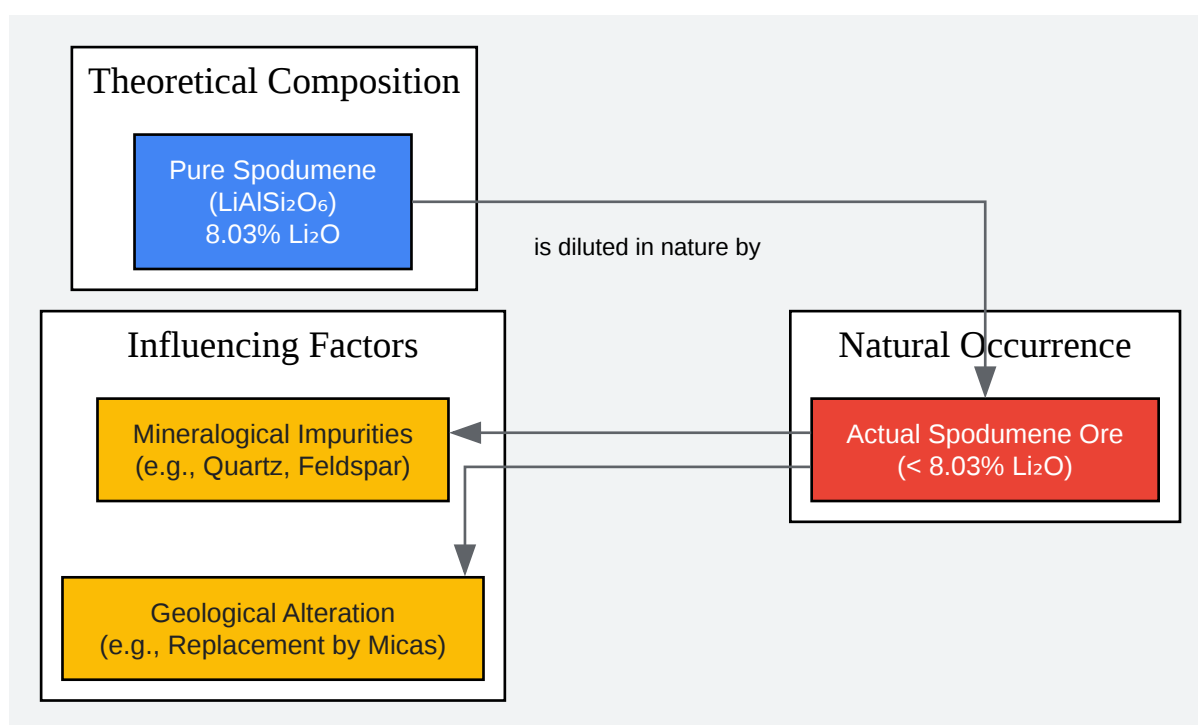 Theoretical Composition
Pure Spodumene
(LiAlSi₂O₆)
8.03% Li₂O
is diluted in nature by
Influencing Factors
Mineralogical Impurities
(e.g., Quartz, Feldspar)
Geological Alteration
(e.g., Replacement by Micas)
Natural Occurrence
Actual Spodumene Ore
(< 8.03% Li₂O)